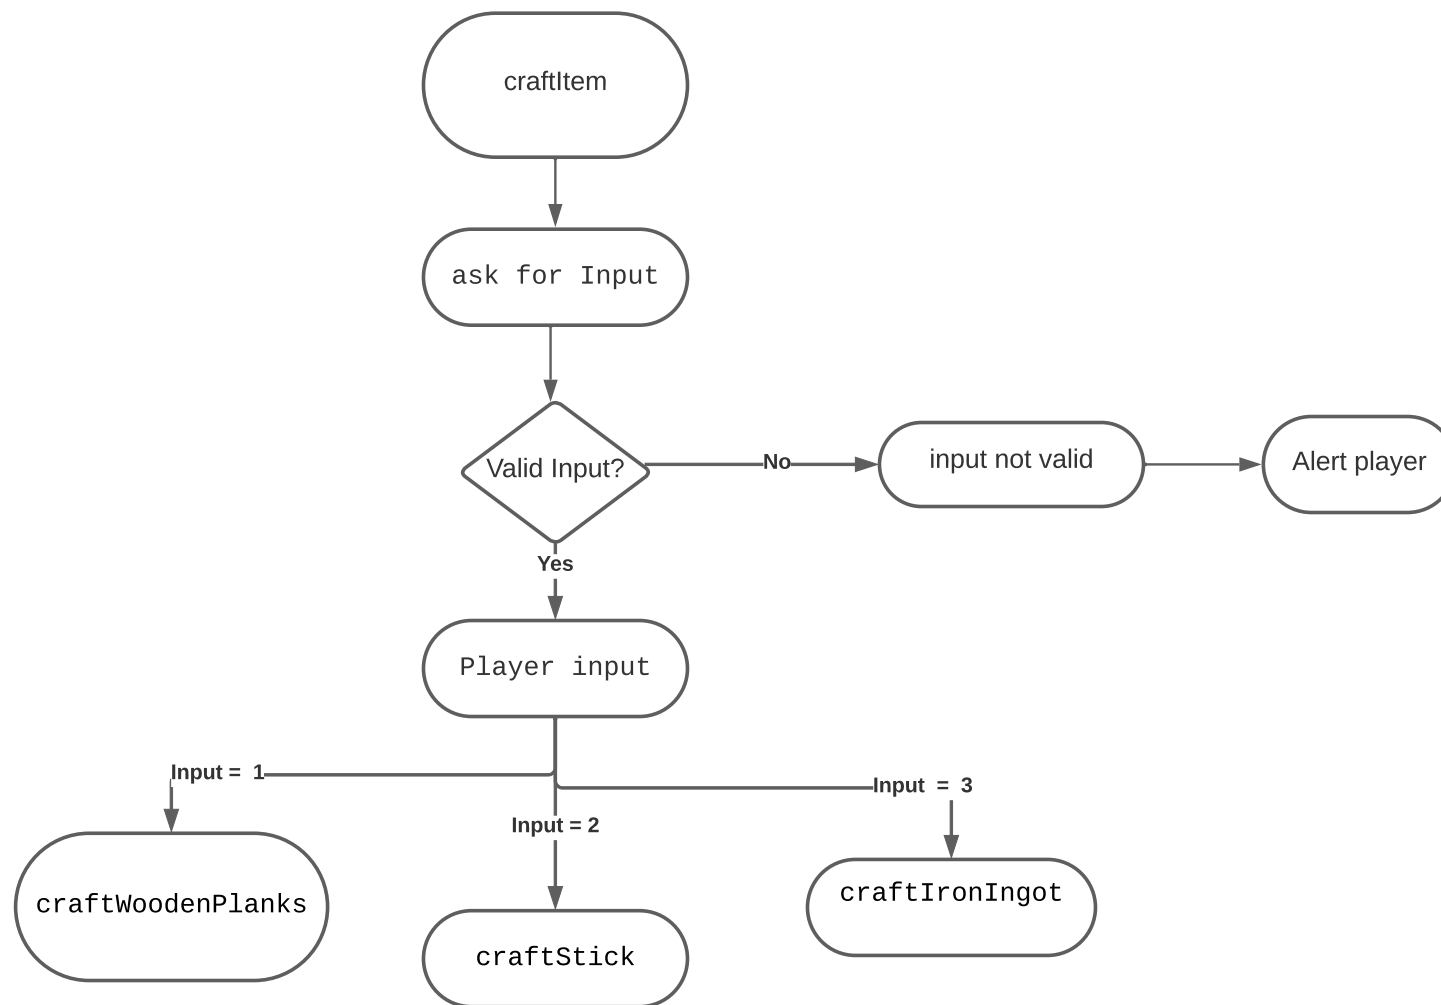 craftItem
ask for Input
Valid Input?
No
input not valid
Alert player
Yes
Player input
Input =  1
Input = 2
Input  =  3
craftWoodenPlanks
craftStick
craftIronIngot